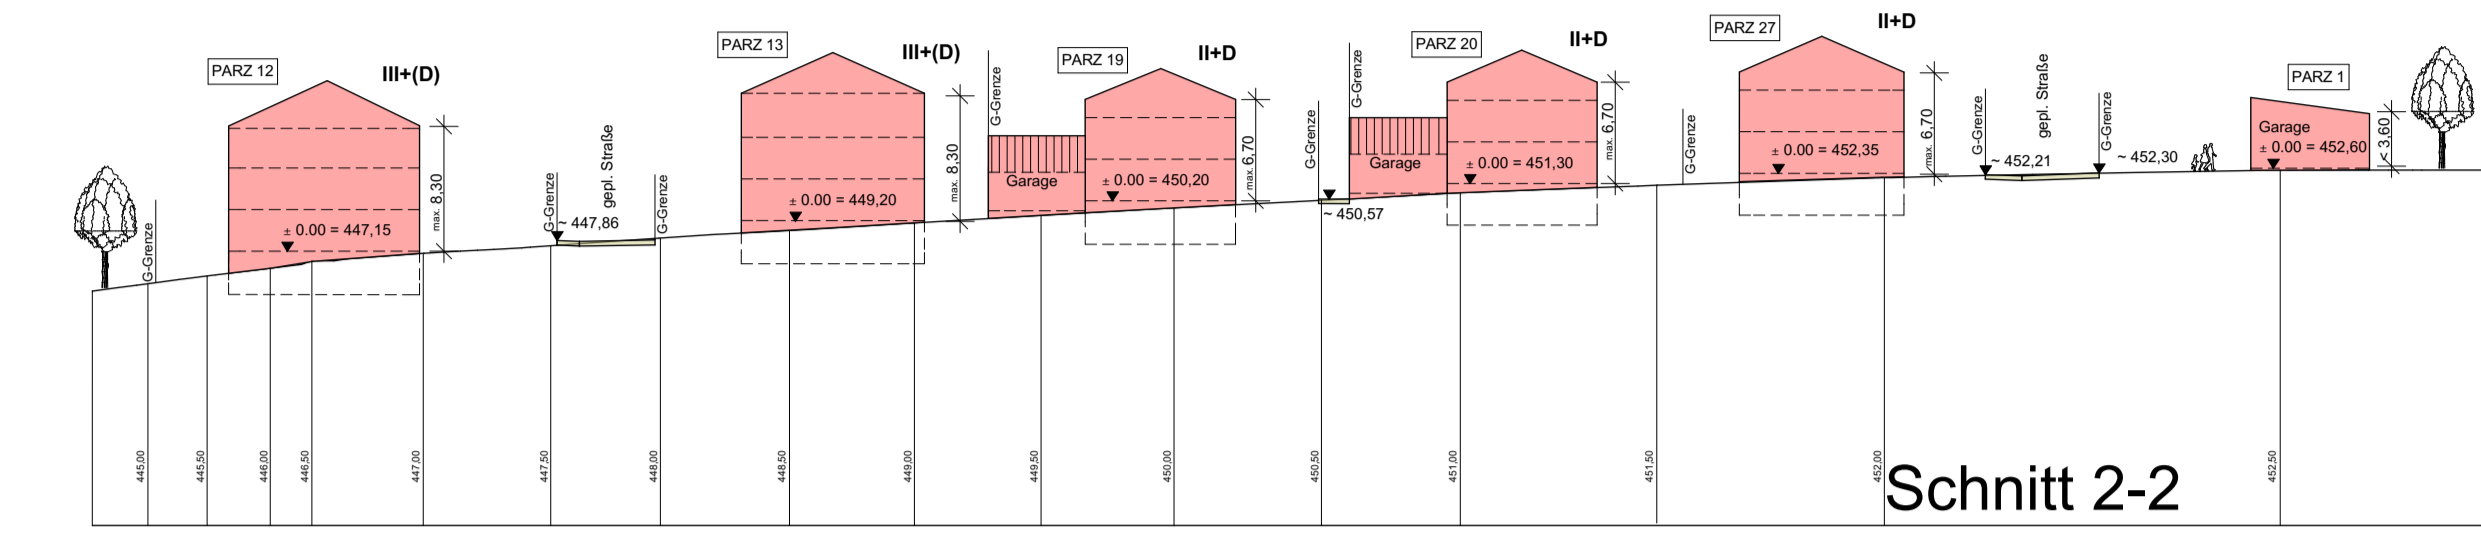 PARZ 12
III+(D)
PARZ 13
III+(D)
PARZ 19
II+D
PARZ 20
II+D
PARZ 27
II+D
PARZ 1
G-Grenze
± 0.00 = 447,15
max. 8,30
G-Grenze
~ 447,86
gepl. Straße
G-Grenze
± 0.00 = 449,20
max. 8,30
G-Grenze
Garage
± 0.00 = 450,20
max. 6,70
G-Grenze
~ 450,57
G-Grenze
Garage
± 0.00 = 451,30
max. 6,70
G-Grenze
± 0.00 = 452,35
max. 6,70
G-Grenze
~ 452,21
gepl. Straße
G-Grenze
~ 452,30
Garage
± 0.00 = 452,60
< 3,60
445,00
445,50
446,00
446,50
447,00
447,50
448,00
448,50
449,00
449,50
450,00
450,50
451,00
451,50
452,00
452,50
Schnitt 2-2